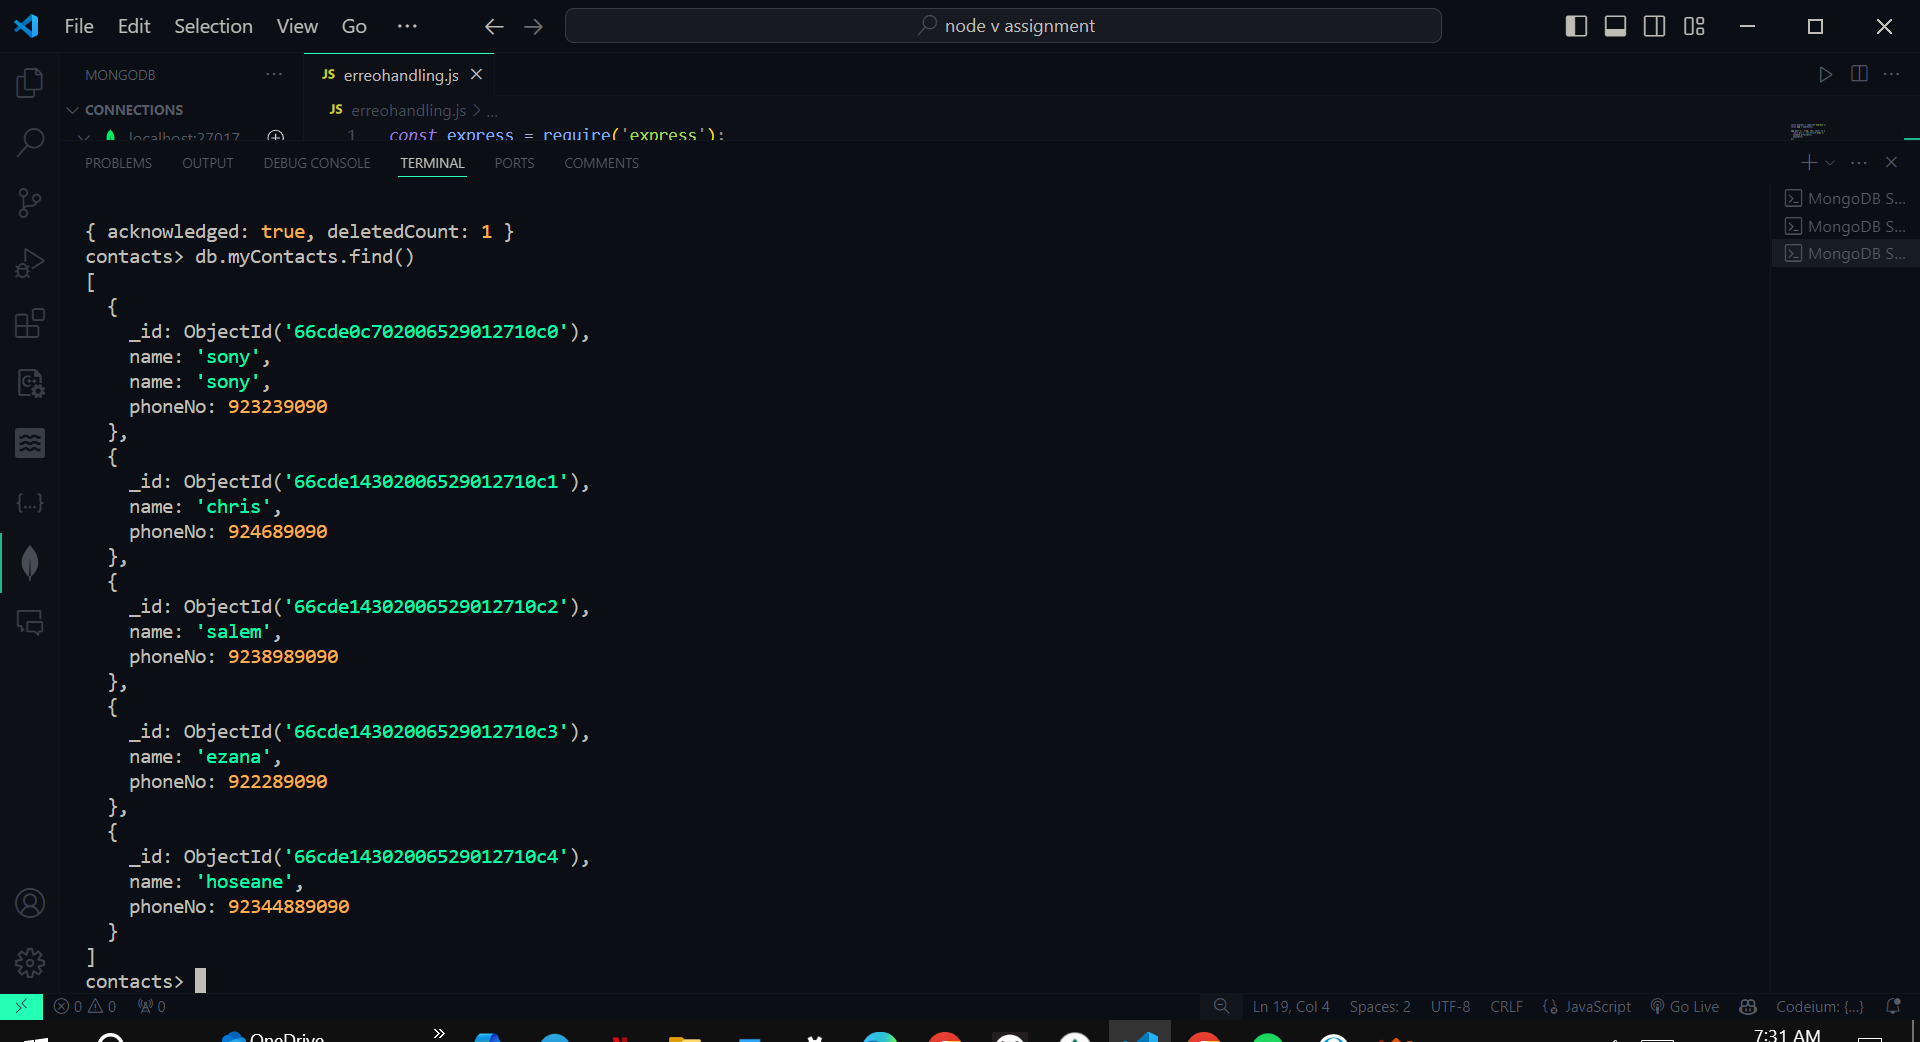 File Edit Selection View Go ··· node v assignment
MONGODB ···
JS erreohandling.js
CONNECTIONS
JS erreohandling.js > ...
localhost:27017
1 const express = require('express');
PROBLEMS OUTPUT DEBUG CONSOLE TERMINAL PORTS COMMENTS
MongoDB S...
MongoDB S...
MongoDB S...
{ acknowledged: true, deletedCount: 1 }
contacts> db.myContacts.find()
[
{
_id: ObjectId('66cde0c702006529012710c0'),
name: 'sony',
name: 'sony',
phoneNo: 923239090
},
{
_id: ObjectId('66cde14302006529012710c1'),
name: 'chris',
phoneNo: 924689090
},
{
_id: ObjectId('66cde14302006529012710c2'),
name: 'salem',
phoneNo: 9238989090
},
{
_id: ObjectId('66cde14302006529012710c3'),
name: 'ezana',
phoneNo: 922289090
},
{
_id: ObjectId('66cde14302006529012710c4'),
name: 'hoseane',
phoneNo: 92344889090
}
]
contacts>
0 0 0 Ln 19, Col 4 Spaces: 2 UTF-8 CRLF JavaScript Go Live Codeium: {...}
OneDrive » 7:31 AM